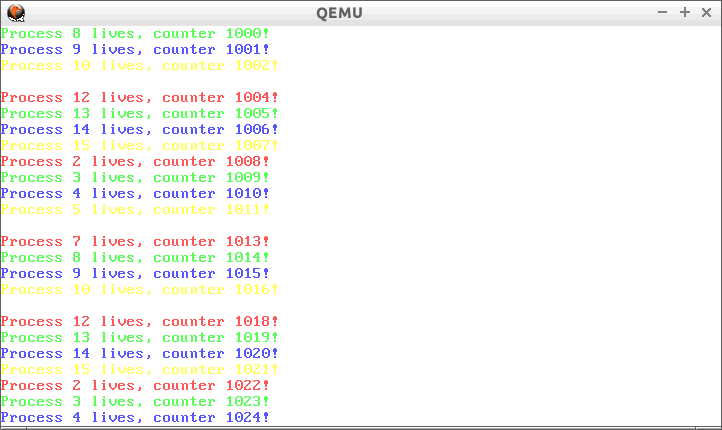 QEMU
Process 8 lives, counter 1000!
Process 9 lives, counter 1001!
Process 10 lives, counter 1002!
Process 12 lives, counter 1004!
Process 13 lives, counter 1005!
Process 14 lives, counter 1006!
Process 15 lives, counter 1007!
Process 2 lives, counter 1008!
Process 3 lives, counter 1009!
Process 4 lives, counter 1010!
Process 5 lives, counter 1011!
Process 7 lives, counter 1013!
Process 8 lives, counter 1014!
Process 9 lives, counter 1015!
Process 10 lives, counter 1016!
Process 12 lives, counter 1018!
Process 13 lives, counter 1019!
Process 14 lives, counter 1020!
Process 15 lives, counter 1021!
Process 2 lives, counter 1022!
Process 3 lives, counter 1023!
Process 4 lives, counter 1024!